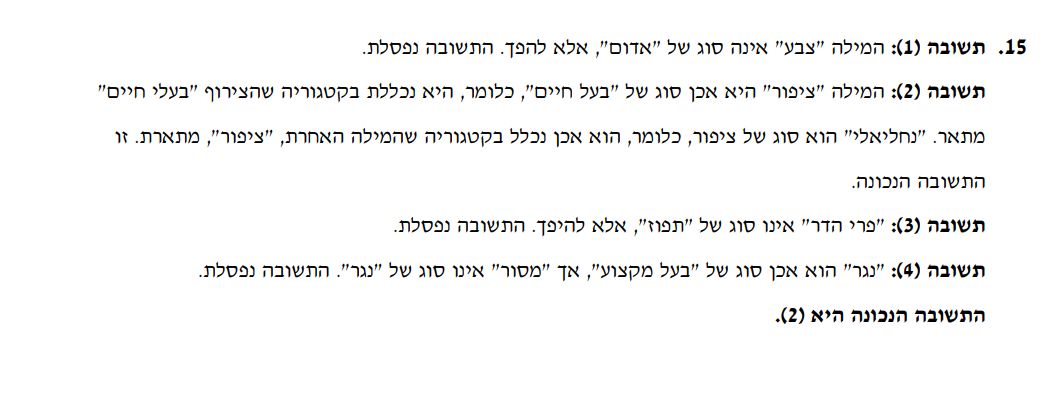 15. תשובה (1): המילה "צבע" אינה סוג של "אדום", אלא להפך. התשובה נפסלת.
תשובה (2): המילה "ציפור" היא אכן סוג של "בעל חיים", כלומר, היא נכללת בקטגוריה שהצירוף "בעלי חיים"
מתאר. "נחליאלי" הוא סוג של ציפור, כלומר, הוא אכן נכלל בקטגוריה שהמילה האחרת, "ציפור", מתארת. זו
התשובה הנכונה.
תשובה (3): "פרי הדר" אינו סוג של "תפוז", אלא להיפך. התשובה נפסלת.
תשובה (4): "נגר" הוא אכן סוג של "בעל מקצוע", אך "מסור" אינו סוג של "נגר". התשובה נפסלת.
התשובה הנכונה היא (2).